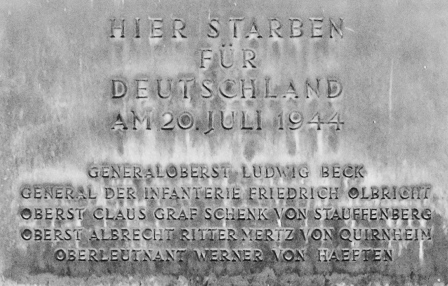 HIER STARBEN
FÜR
DEUTSCHLAND
AM 20. JULI 1944
GENERALOBERST LUDWIG BECK
GENERAL DER INFANTERIE FRIEDRICH OLBRICHT
OBERST CLAUS GRAF SCHENK VON STAUFFENBERG
OBERST ALBRECHT RITTER MERTZ VON QUIRNHEIM
OBERLEUTNANT WERNER VON HAEFTEN